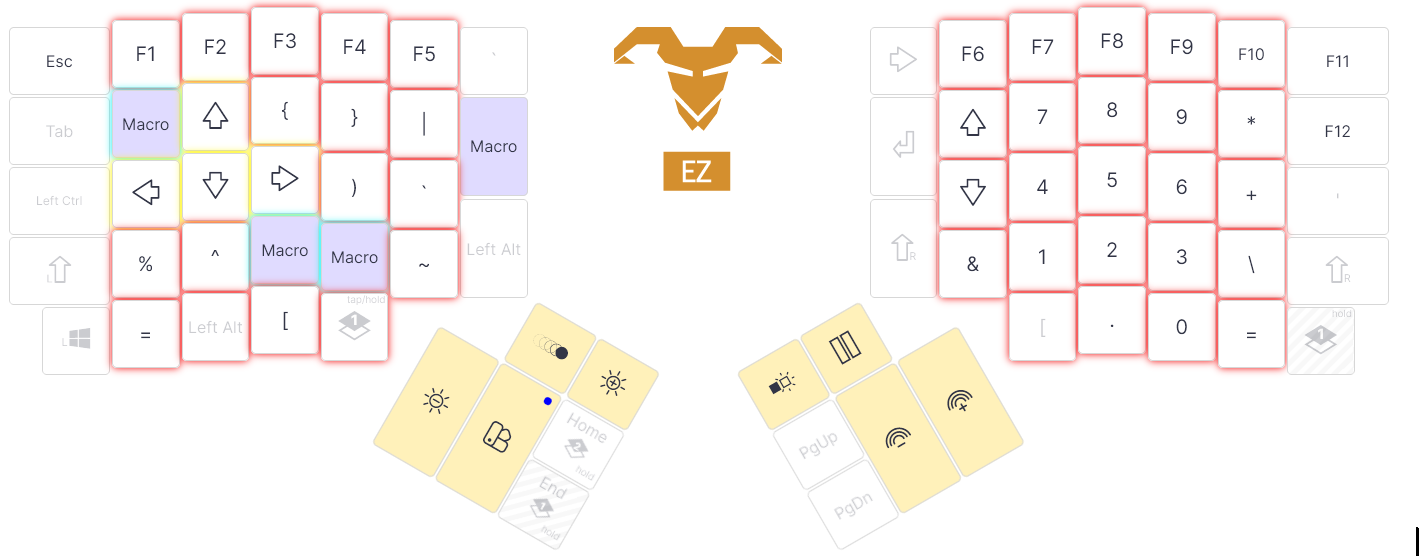 Esc F1 F2 F3 F4 F5 `
Tab Macro { } | Macro
Left Ctrl ) `
L % ^ Macro Macro ~ Left Alt
L = Left Alt [ tap/hold 1
EZ
F6 F7 F8 F9 F10 F11
7 8 9 * F12
4 5 6 + '
R & 1 2 3 \ R
[ . 0 = hold 1
Home 2 hold
End 1 hold
PgUp
PgDn